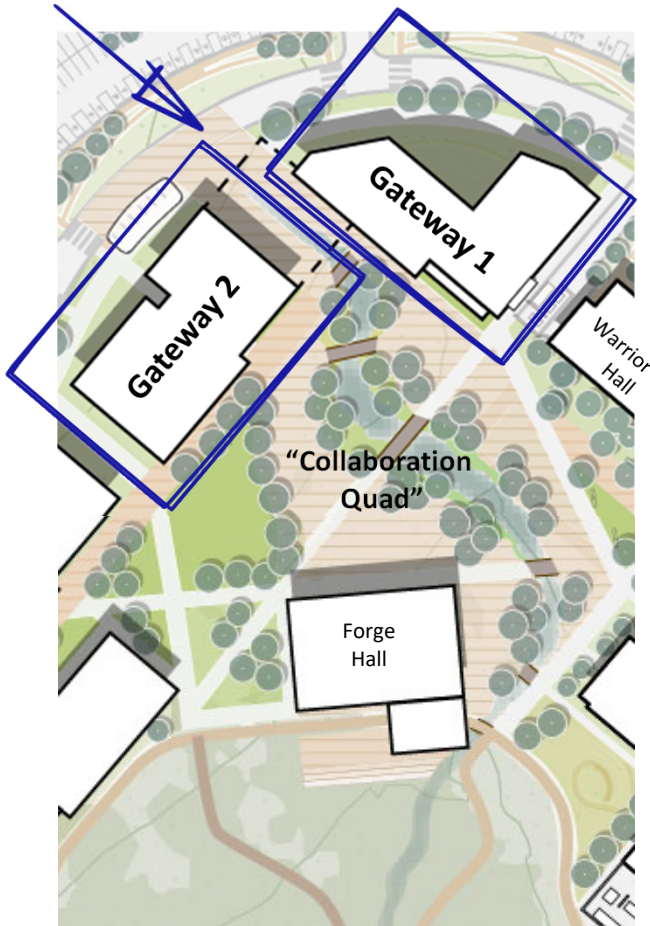 Gateway 1
Gateway 2
Warrior
Hall
“Collaboration
Quad”
Forge
Hall